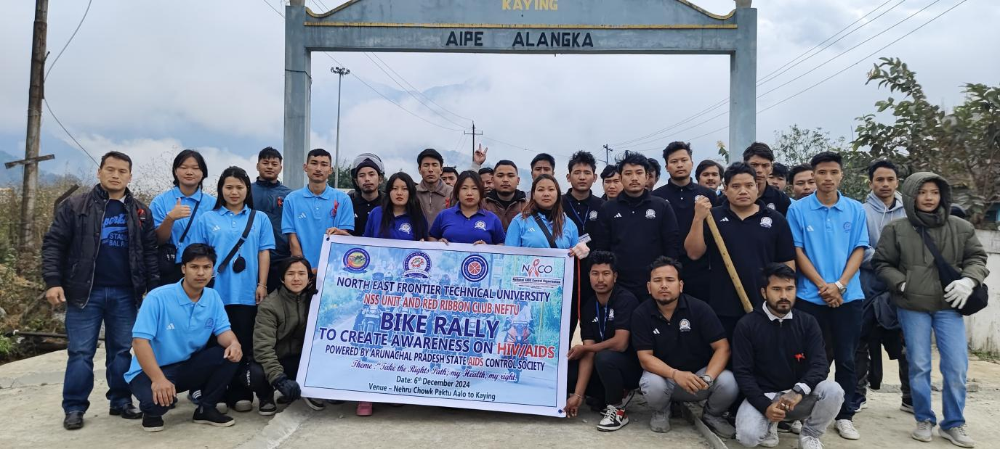 KAYING
AIPE ALANGKA
NACO
National AIDS Control Organisation
NORTH EAST FRONTIER TECHNICAL UNIVERSITY
NSS UNIT AND RED RIBBON CLUB NEFTU
BIKE RALLY
TO CREATE AWARENESS ON HIV/AIDS
POWERED BY ARUNACHAL PRADESH STATE AIDS CONTROL SOCIETY
Theme : "Take the Rights Path; my Health, my right.
Date: 6th December 2024
Venue – Nehru Chowk Paktu Aalo to Kaying